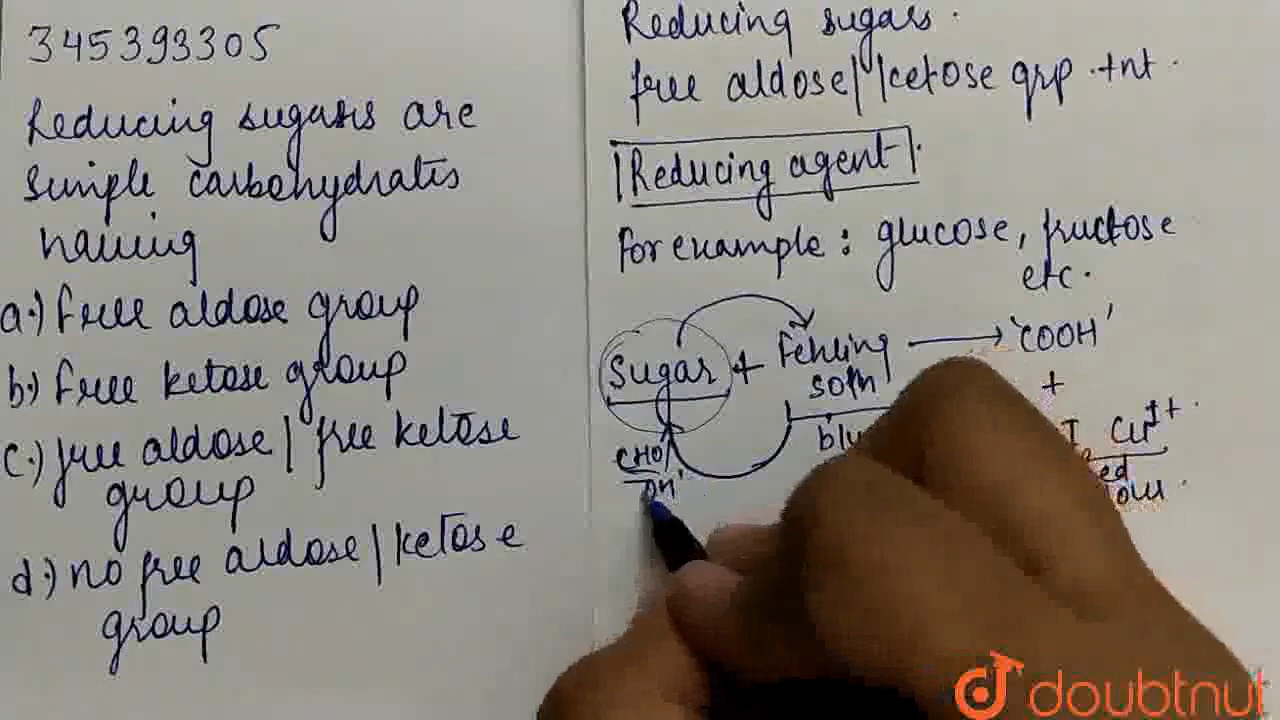 345393305
Reducing sugars are
simple carbohydrates
having
a.) free aldose group
b.) free ketose group
c.) free aldose / free ketose
group
d.) no free aldose / ketose
group
Reducing sugars.
free aldose / ketose grp
Reducing agent
for example: glucose, fructose
etc.
Sugar + Fehling → 'COOH'
soln
+
blu
CHO
Cu I+
doubtnut